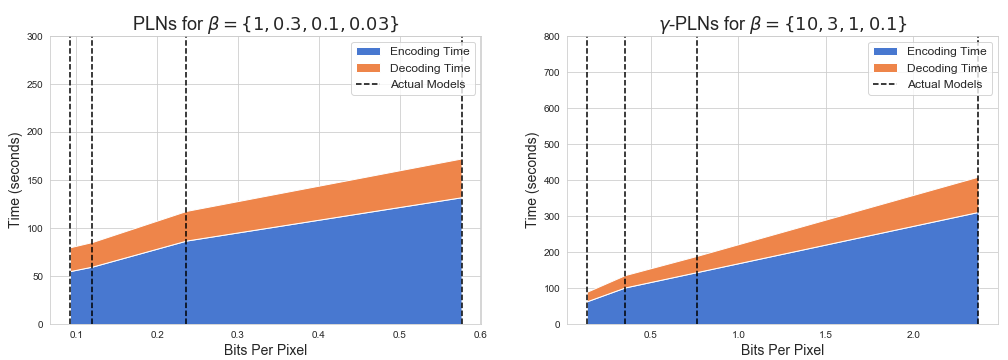 PLNs for β = {1, 0.3, 0.1, 0.03}
300
250
200
150
100
50
0
Time (seconds)
Encoding Time
Decoding Time
Actual Models
0.1 0.2 0.3 0.4 0.5 0.6
Bits Per Pixel
γ-PLNs for β = {10, 3, 1, 0.1}
800
700
600
500
400
300
200
100
0
Time (seconds)
Encoding Time
Decoding Time
Actual Models
0.5 1.0 1.5 2.0
Bits Per Pixel